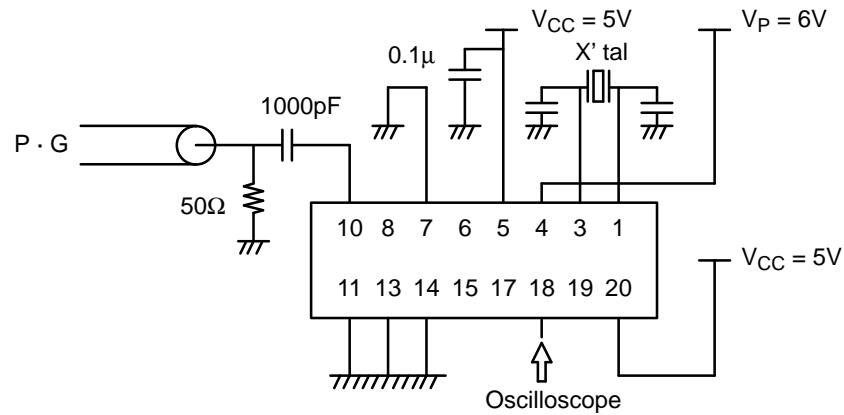 V_CC = 5V
V_P = 6V
0.1μ
X' tal
1000pF
P · G
50Ω
10 8 7 6 5 4 3 1
V_CC = 5V
11 13 14 15 17 18 19 20
Oscilloscope